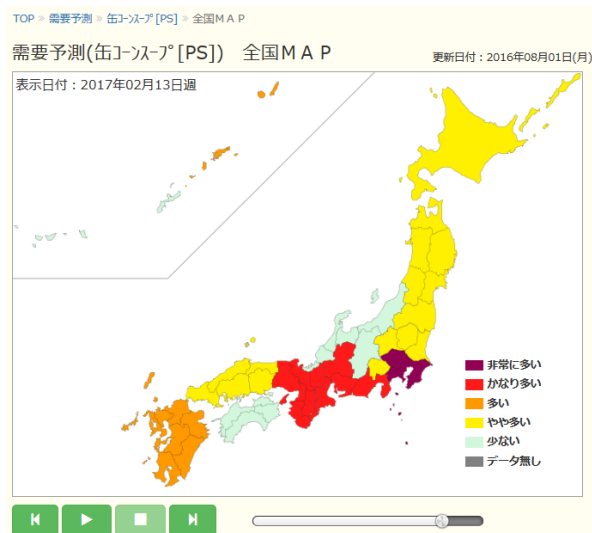 TOP » 需要予測 » 缶ｺｰﾝｽｰﾌﾟ[PS] » 全国ＭＡＰ
需要予測(缶ｺｰﾝｽｰﾌﾟ[PS])　全国ＭＡＰ
更新日付：2016年08月01日(月)
表示日付：2017年02月13日週
非常に多い
かなり多い
多い
やや多い
少ない
データ無し